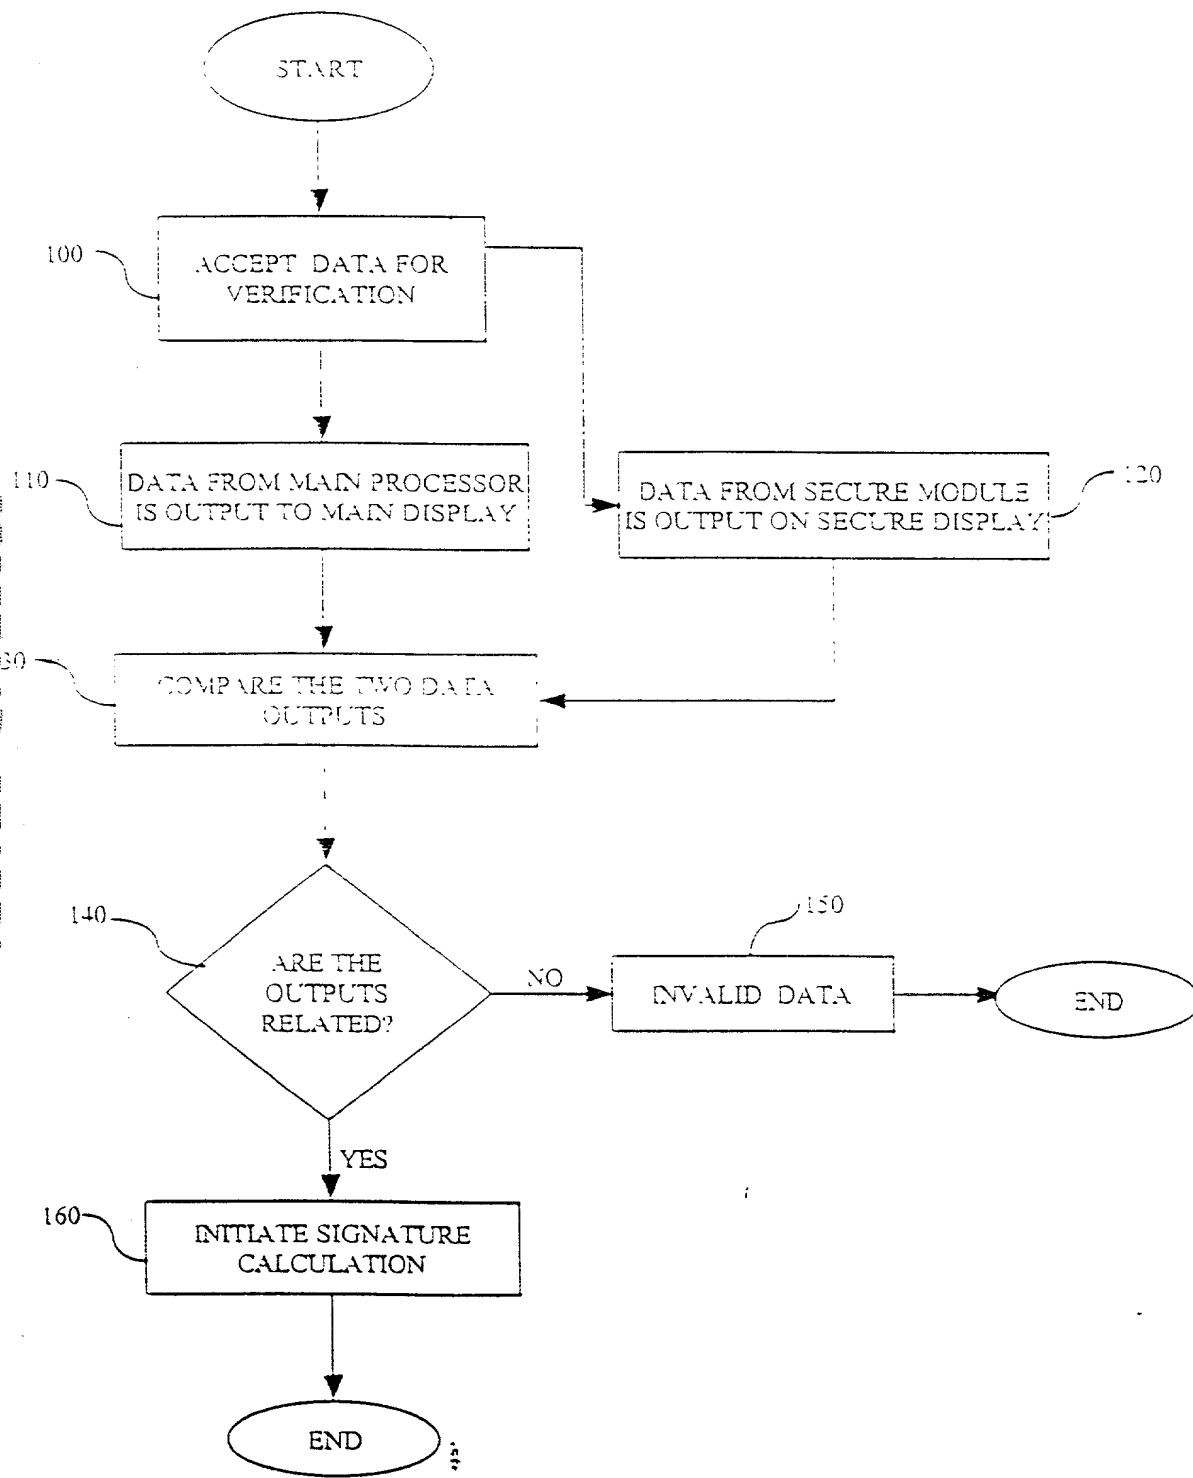 START
100
ACCEPT DATA FOR
VERIFICATION
110
DATA FROM MAIN PROCESSOR
IS OUTPUT TO MAIN DISPLAY
120
DATA FROM SECURE MODULE
IS OUTPUT ON SECURE DISPLAY
30
COMPARE THE TWO DATA
OUTPUTS
140
ARE THE
OUTPUTS
RELATED?
NO
150
INVALID DATA
END
YES
160
INITIATE SIGNATURE
CALCULATION
END